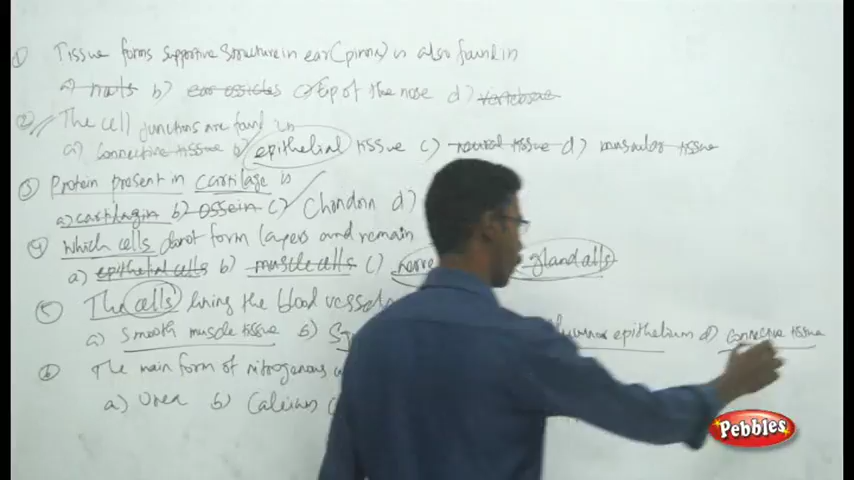 ① Tissue forms supportive structure in ear (pinna) is also found in
a) nails b) ear ossicles c) tip of the nose d) vertebrae
② The cell junctions are found in
a) connective tissue b) epithelial tissue c) neural tissue d) muscular tissue
③ Protein present in cartilage is
a) cartilagin b) ossein c) Chondrin d)
④ which cells donot form layers and remain
a) epithelial cells b) muscle cells c) nerve gland cells
⑤ The cells lining the blood vessels
a) smooth muscle tissue b) epithelium d) connective tissue
⑥ The main form of nitrogenous
a) Urea b) Calcium
Pebbles